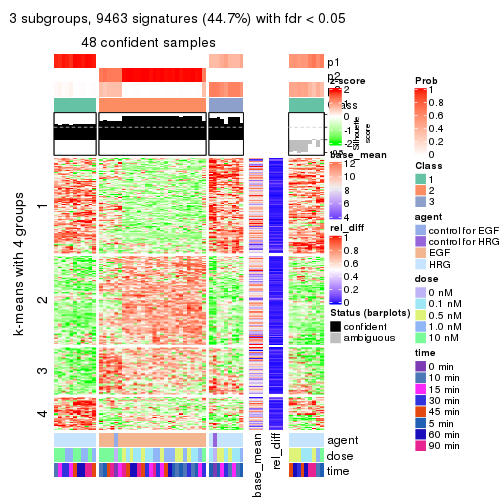 3 subgroups, 9463 signatures (44.7%) with fdr < 0.05
48 confident samples
p1
p2
z-score
2
1
0
-1
-2
Silhouette
score
base_mean
12
10
8
6
4
rel_diff
1
0.8
0.6
0.4
0.2
0
Status (barplots)
confident
ambiguous
k-means with 4 groups
1
2
3
4
base_mean
rel_diff
agent
dose
time
Prob
1
0.8
0.6
0.4
0.2
0
Class
1
2
3
agent
control for EGF
control for HRG
EGF
HRG
dose
0 nM
0.1 nM
0.5 nM
1.0 nM
10 nM
time
0 min
10 min
15 min
30 min
45 min
5 min
60 min
90 min